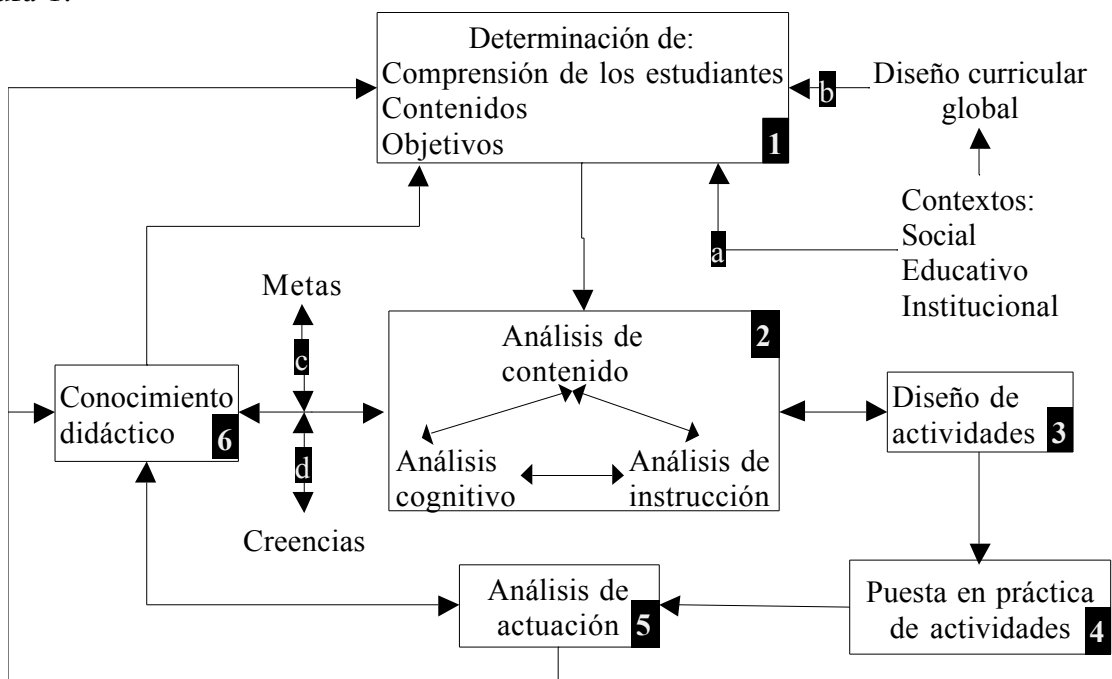 Determinación de:
Comprensión de los estudiantes
Contenidos
Objetivos
1
b
Diseño curricular
global
a
Contextos:
Social
Educativo
Institucional
Metas
c
d
Creencias
Análisis de
contenido
2
Análisis
cognitivo
Análisis de
instrucción
Diseño de
actividades 3
Conocimiento
didáctico 6
Análisis de
actuación 5
Puesta en práctica
de actividades 4